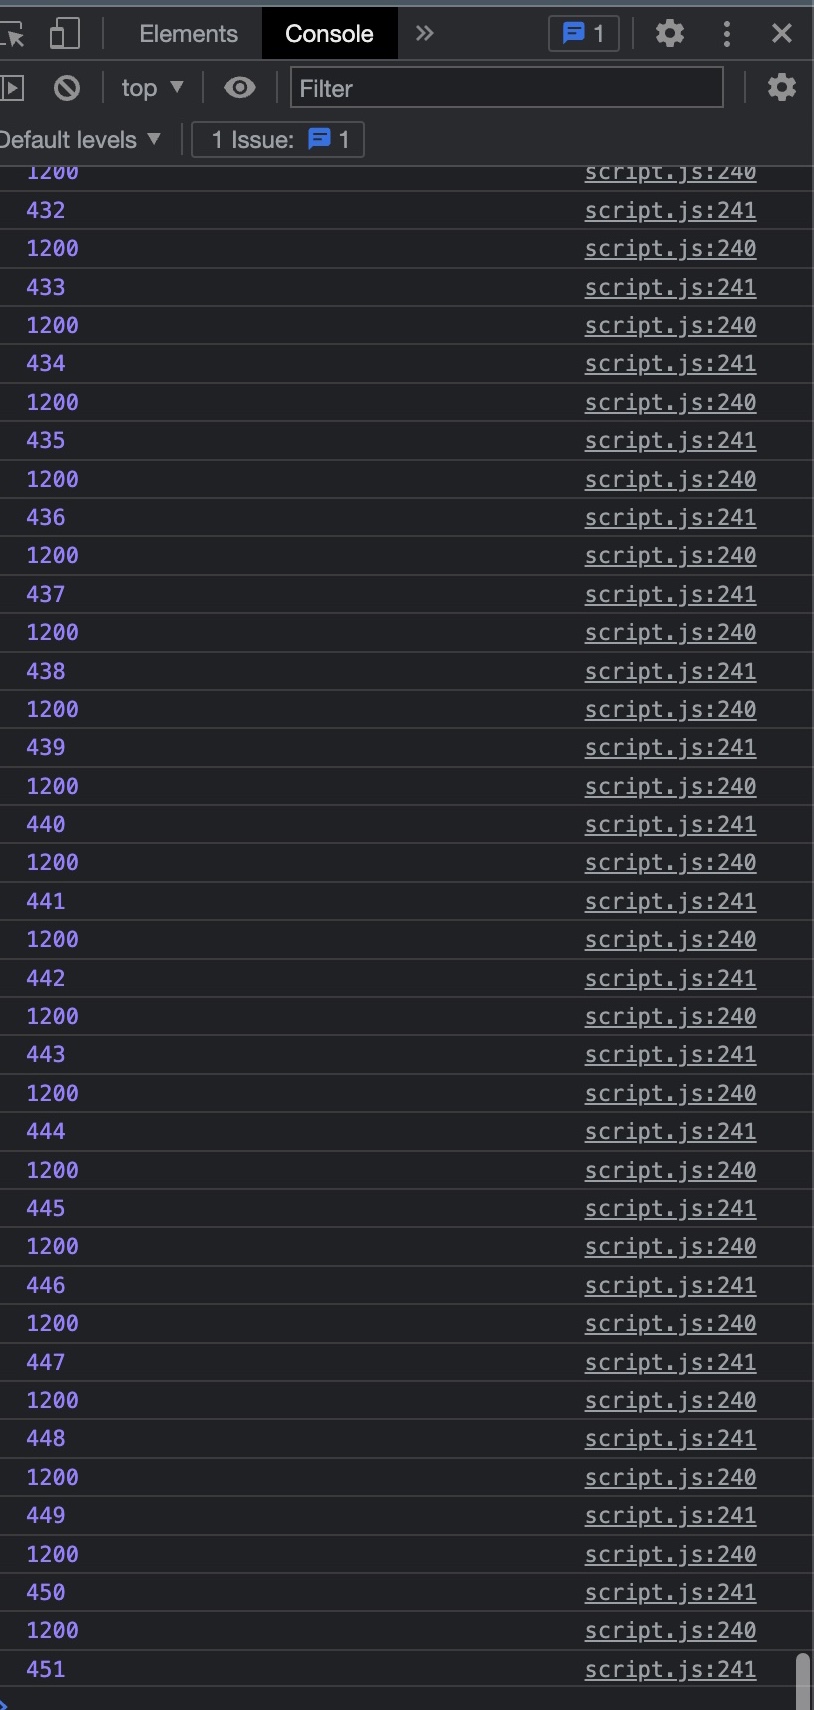 Elements Console » 1
top ▼ Filter
Default levels ▼ 1 Issue: 1
1200 script.js:240
432 script.js:241
1200 script.js:240
433 script.js:241
1200 script.js:240
434 script.js:241
1200 script.js:240
435 script.js:241
1200 script.js:240
436 script.js:241
1200 script.js:240
437 script.js:241
1200 script.js:240
438 script.js:241
1200 script.js:240
439 script.js:241
1200 script.js:240
440 script.js:241
1200 script.js:240
441 script.js:241
1200 script.js:240
442 script.js:241
1200 script.js:240
443 script.js:241
1200 script.js:240
444 script.js:241
1200 script.js:240
445 script.js:241
1200 script.js:240
446 script.js:241
1200 script.js:240
447 script.js:241
1200 script.js:240
448 script.js:241
1200 script.js:240
449 script.js:241
1200 script.js:240
450 script.js:241
1200 script.js:240
451 script.js:241